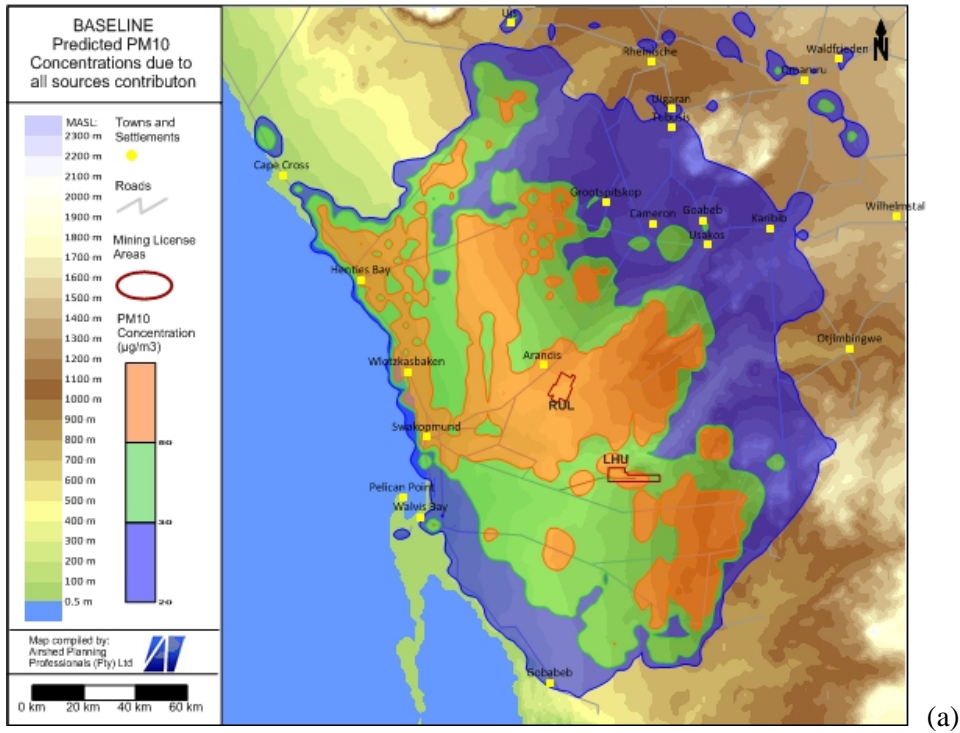 BASELINE
Predicted PM10
Concentrations due to
all sources contributon
MASL:
2300 m
2200 m
2100 m
2000 m
1900 m
1800 m
1700 m
1600 m
1500 m
1400 m
1300 m
1200 m
1100 m
1000 m
900 m
800 m
700 m
600 m
500 m
400 m
300 m
200 m
100 m
0.5 m
Towns and
Settlements
Roads
Mining License
Areas
PM10
Concentration
(µg/m3)
30
20
Map compiled by:
Airshed Planning
Professionals (Pty) Ltd
0 km 20 km 40 km 60 km
N
Uis
Rheinische
Waldfrieden
Omaruru
Tubusis
Cape Cross
Grootspitskop
Wilhelmstal
Cameron
Goabeb
Karibib
Usakos
Henties Bay
Otjimbingwe
Arandis
Wlotzkasbaken
RUL
Swakopmund
LHU
Pelican Point
Walvis Bay
Gobabeb
(a)